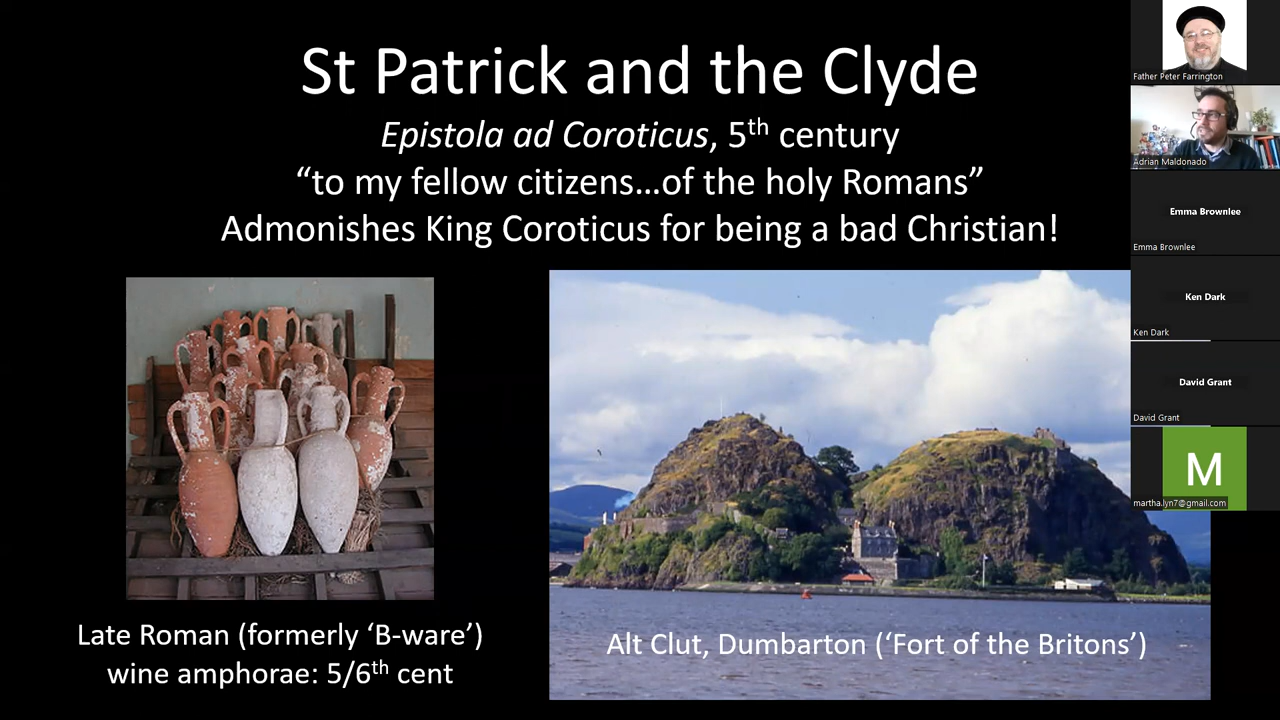 St Patrick and the Clyde
Epistola ad Coroticus, 5th century
“to my fellow citizens...of the holy Romans”
Admonishes King Coroticus for being a bad Christian!
Late Roman (formerly ‘B-ware’)
wine amphorae: 5/6th cent
Alt Clut, Dumbarton (‘Fort of the Britons’)
Father Peter Farrington
Adrian Maldonado
Emma Brownlee
Emma Brownlee
Ken Dark
Ken Dark
David Grant
David Grant
M
martha.lyn7@gmail.com